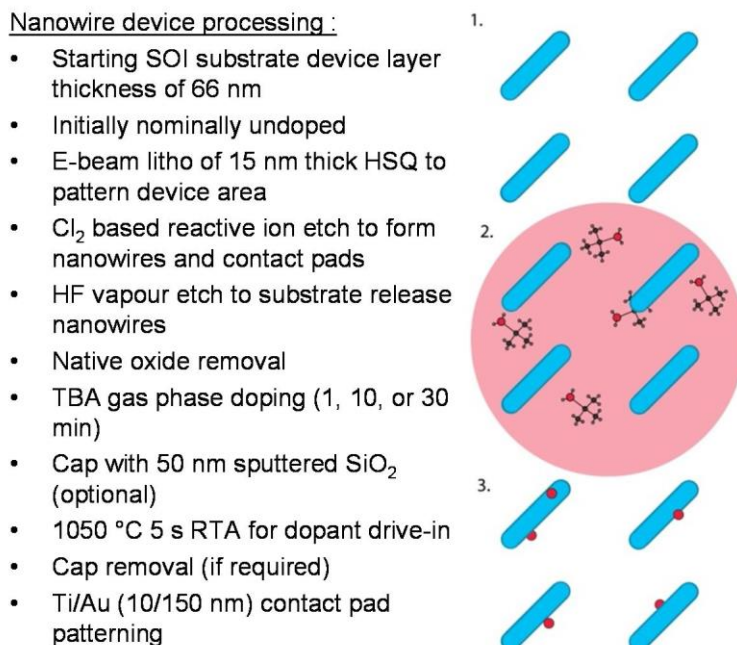 Nanowire device processing :
• Starting SOI substrate device layer
thickness of 66 nm
• Initially nominally undoped
• E-beam litho of 15 nm thick HSQ to
pattern device area
• Cl₂ based reactive ion etch to form
nanowires and contact pads
• HF vapour etch to substrate release
nanowires
• Native oxide removal
• TBA gas phase doping (1, 10, or 30
min)
• Cap with 50 nm sputtered SiO₂
(optional)
• 1050 °C 5 s RTA for dopant drive-in
• Cap removal (if required)
• Ti/Au (10/150 nm) contact pad
patterning
1.
2.
3.